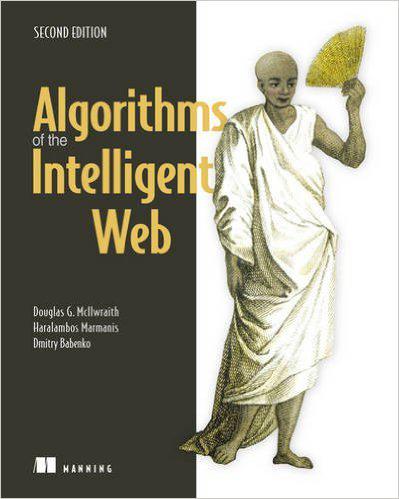 SECOND EDITION
Algorithms
of the
Intelligent
Web
Douglas G. McIlwraith
Haralambos Marmanis
Dmitry Babenko
MANNING